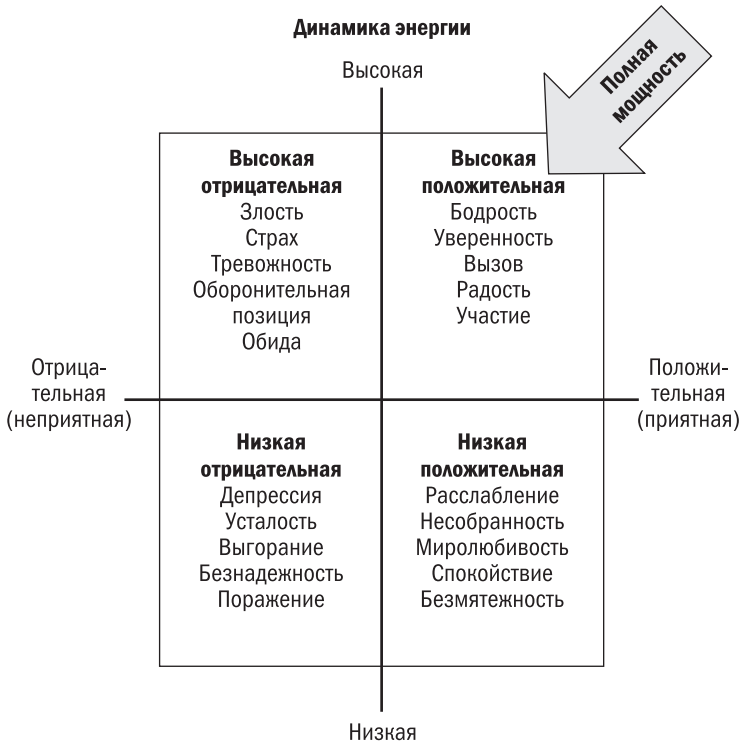 Динамика энергии
Высокая
Полная
мощность
Высокая
отрицательная
Злость
Страх
Тревожность
Оборонительная
позиция
Обида
Высокая
положительная
Бодрость
Уверенность
Вызов
Радость
Участие
Отрица-
тельная
(неприятная)
Положи-
тельная
(приятная)
Низкая
отрицательная
Депрессия
Усталость
Выгорание
Безнадежность
Поражение
Низкая
положительная
Расслабление
Несобранность
Миролюбивость
Спокойствие
Безмятежность
Низкая